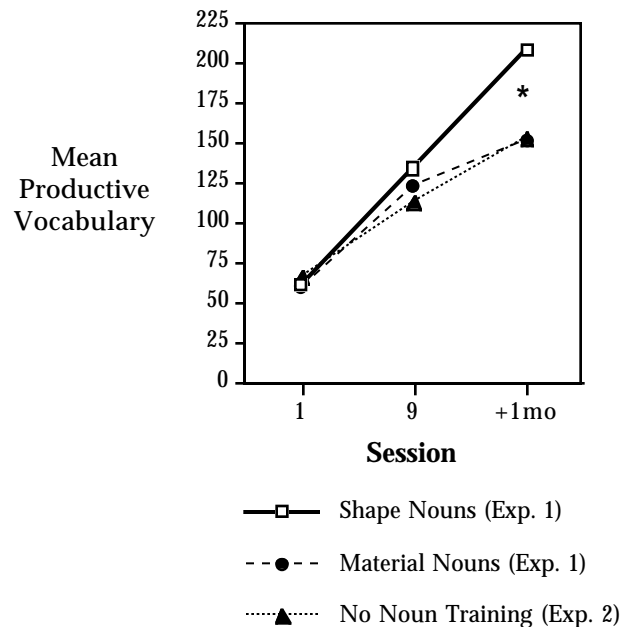 225
200
175
150
125
100
75
50
25
0
Mean
Productive
Vocabulary
*
1 9 +1mo
Session
Shape Nouns (Exp. 1)
Material Nouns (Exp. 1)
No Noun Training (Exp. 2)